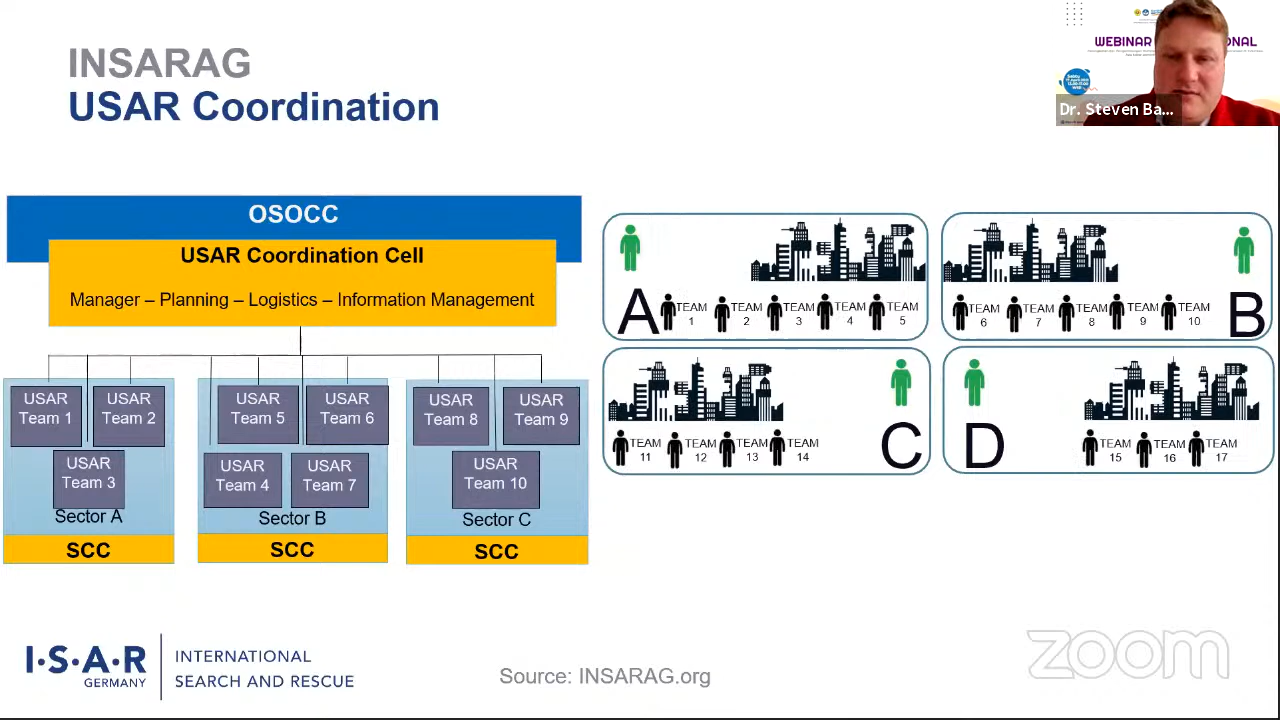 INSARAG
USAR Coordination
WEBINAR
Dr. Steven Ba...
OSOCC
USAR Coordination Cell
Manager – Planning – Logistics – Information Management
USAR Team 1
USAR Team 2
USAR Team 3
Sector A
SCC
USAR Team 5
USAR Team 6
USAR Team 4
USAR Team 7
Sector B
SCC
USAR Team 8
USAR Team 9
USAR Team 10
Sector C
SCC
A
TEAM 1
TEAM 2
TEAM 3
TEAM 4
TEAM 5
TEAM 6
TEAM 7
TEAM 8
TEAM 9
TEAM 10
B
TEAM 11
TEAM 12
TEAM 13
TEAM 14
C
D
TEAM 15
TEAM 16
TEAM 17
I·S·A·R
GERMANY
INTERNATIONAL
SEARCH AND RESCUE
Source: INSARAG.org
zoom